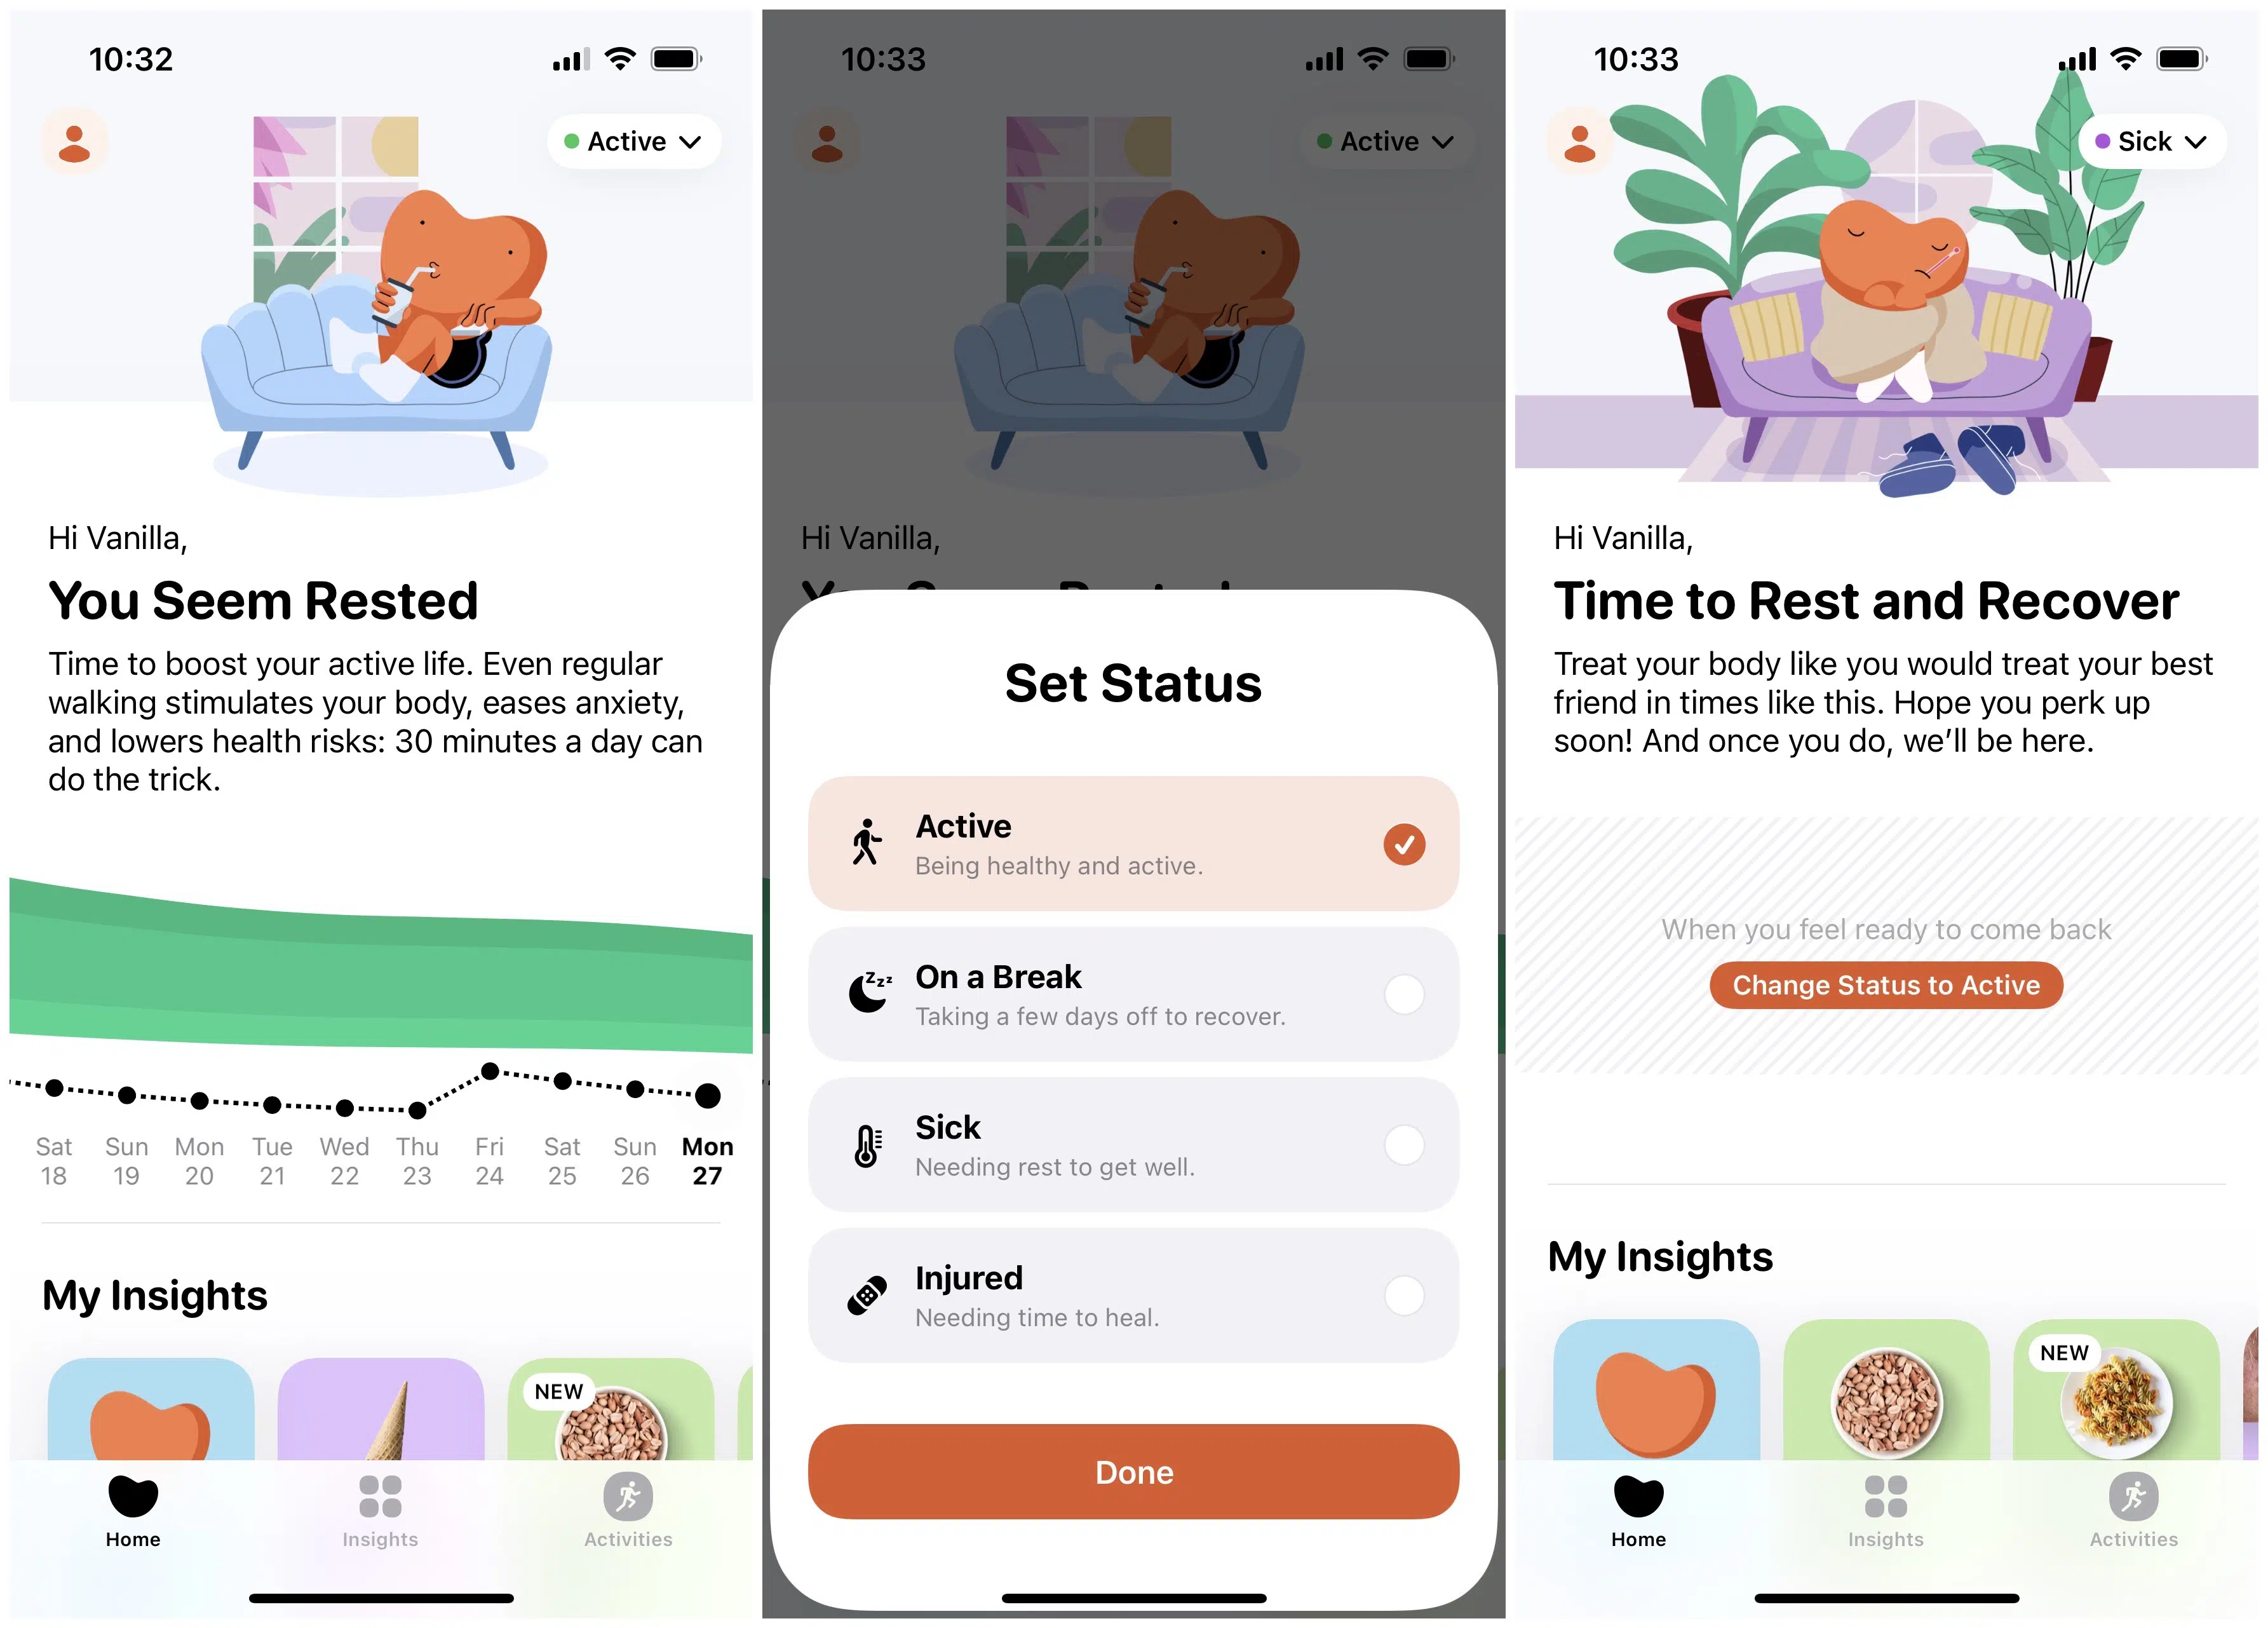 10:32
Active
Hi Vanilla,
You Seem Rested
Time to boost your active life. Even regular
walking stimulates your body, eases anxiety,
and lowers health risks: 30 minutes a day can
do the trick.
Sat Sun Mon Tue Wed Thu Fri Sat Sun Mon
18 19 20 21 22 23 24 25 26 27
My Insights
NEW
Home Insights Activities
10:33
Active
Hi Vanilla,
You Seem Rested
Set Status
Active
Being healthy and active.
On a Break
Taking a few days off to recover.
Sick
Needing rest to get well.
Injured
Needing time to heal.
Done
10:33
Sick
Hi Vanilla,
Time to Rest and Recover
Treat your body like you would treat your best
friend in times like this. Hope you perk up
soon! And once you do, we’ll be here.
When you feel ready to come back
Change Status to Active
My Insights
NEW
Home Insights Activities